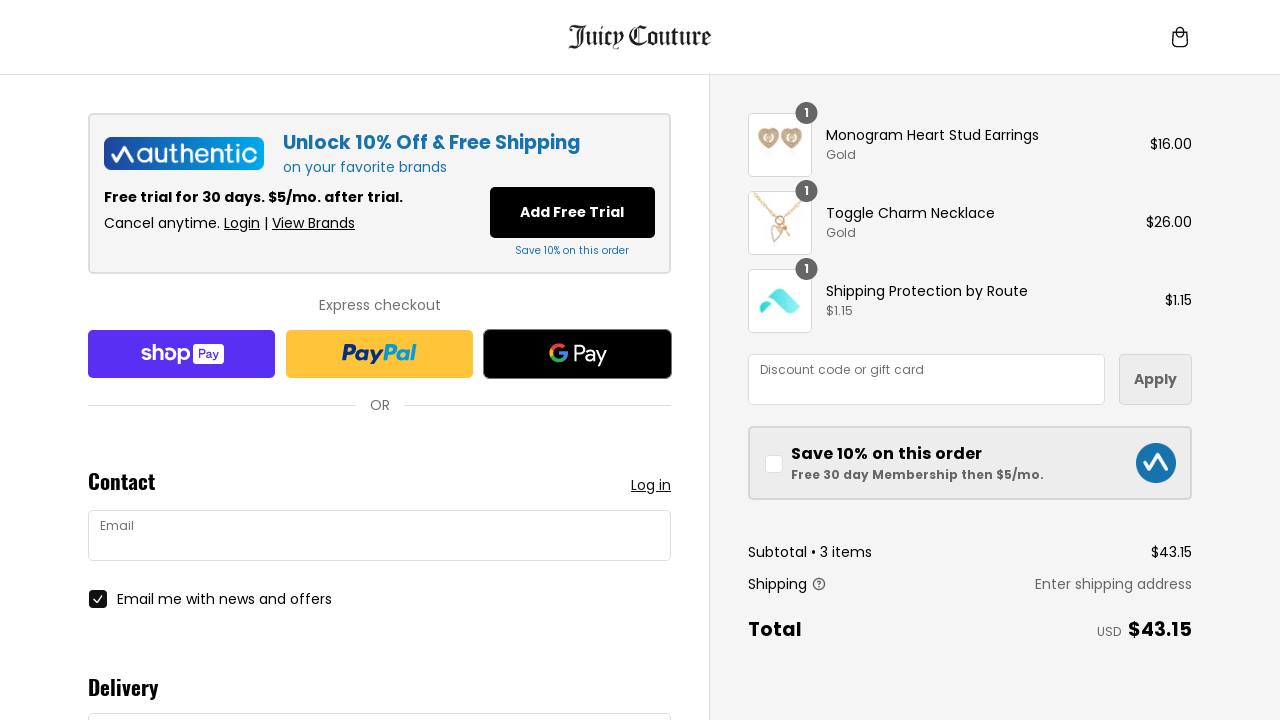 Juicy Couture
authentic
Unlock 10% Off & Free Shipping
on your favorite brands
Free trial for 30 days. $5/mo. after trial.
Cancel anytime. Login | View Brands
Add Free Trial
Save 10% on this order
Express checkout
shop Pay
PayPal
G Pay
OR
Contact
Log in
Email
Email me with news and offers
Delivery
1
Monogram Heart Stud Earrings
Gold
$16.00
1
Toggle Charm Necklace
Gold
$26.00
1
Shipping Protection by Route
$1.15
$1.15
Discount code or gift card
Apply
Save 10% on this order
Free 30 day Membership then $5/mo.
Subtotal • 3 items
$43.15
Shipping
Enter shipping address
Total
USD $43.15